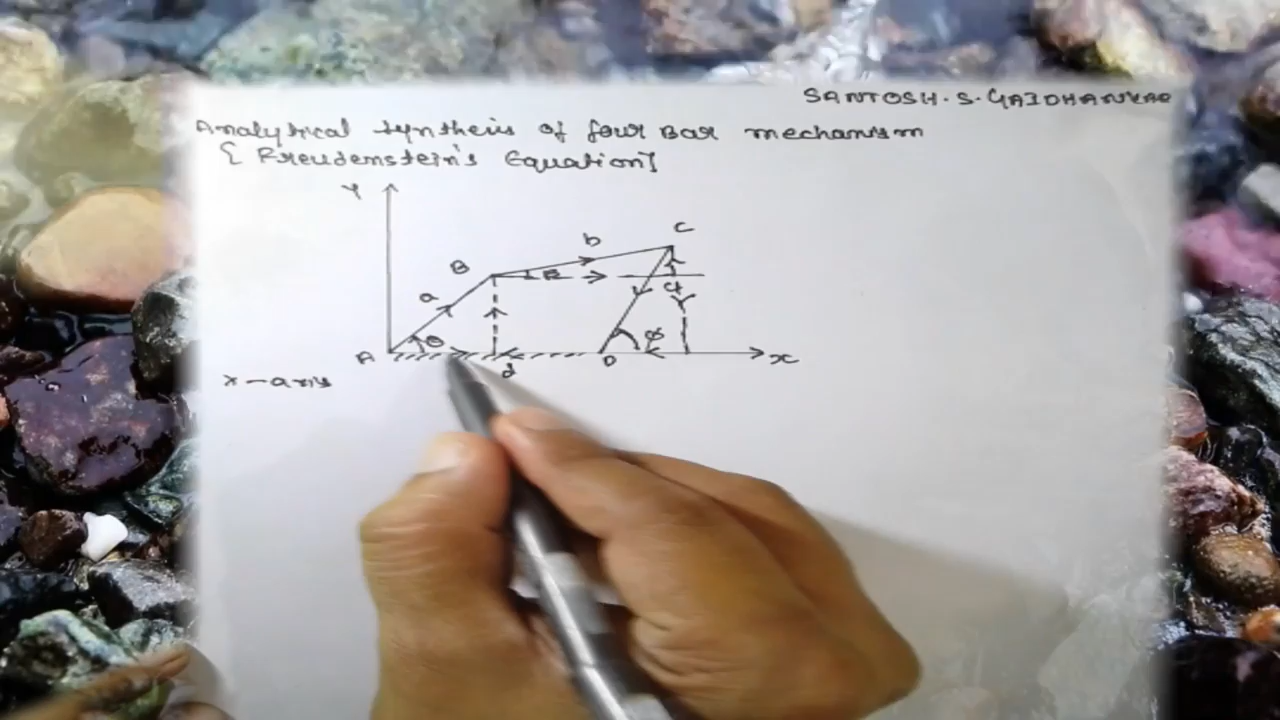 SANTOSH.S.GAIDHANKAR
Analytical synthesis of four Bar mechanism
{ Freudenstein's Equation}
Y
C
b
B
a
θ
φ
A
d
D
x
x-axis